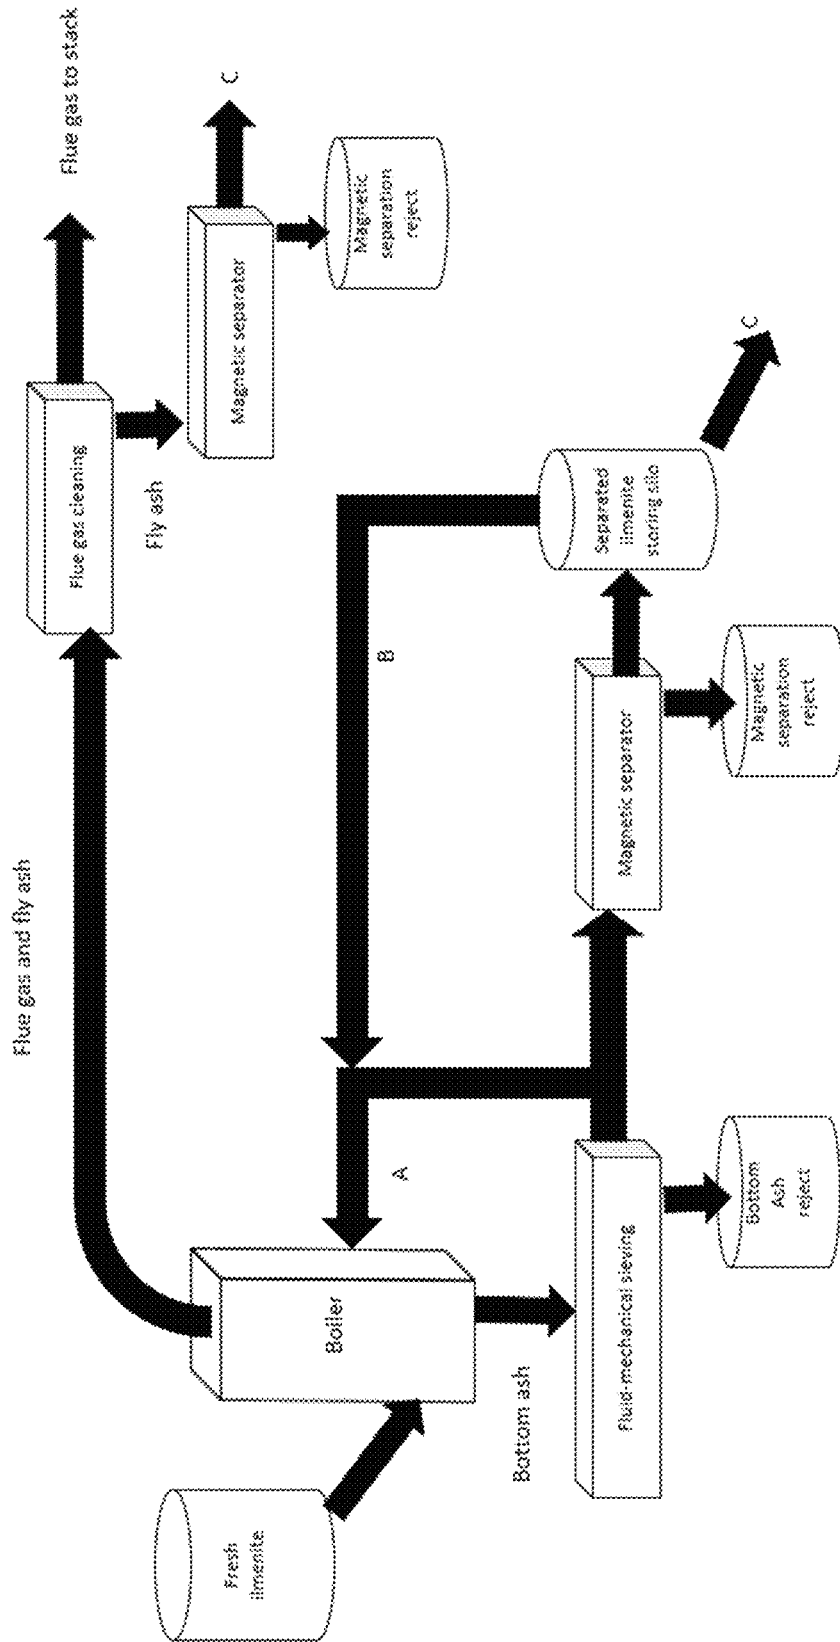 Flue gas and fly ash
Flue gas to stack
Flue gas cleaning
Fly ash
Magnetic separator
C
Magnetic
separation
reject
Fresh
ilmenite
Boiler
A
B
Bottom ash
Fluid-mechanical sieving
Bottom
Ash
reject
Magnetic separator
Magnetic
separation
reject
Separated
ilmenite
storing silo
C